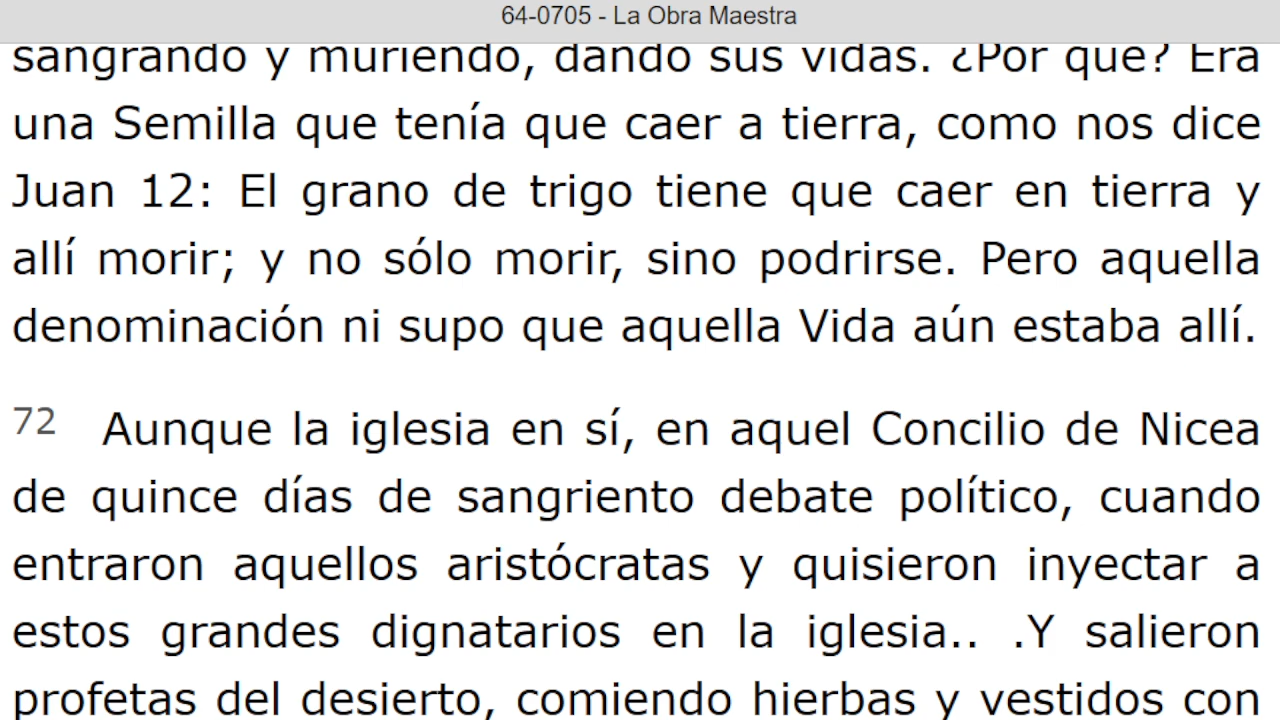 64-0705 - La Obra Maestra
sangrando y muriendo, dando sus vidas. ¿Por qué? Era
una Semilla que tenía que caer a tierra, como nos dice
Juan 12: El grano de trigo tiene que caer en tierra y
allí morir; y no sólo morir, sino podrirse. Pero aquella
denominación ni supo que aquella Vida aún estaba allí.
72 Aunque la iglesia en sí, en aquel Concilio de Nicea
de quince días de sangriento debate político, cuando
entraron aquellos aristócratas y quisieron inyectar a
estos grandes dignatarios en la iglesia.. .Y salieron
profetas del desierto, comiendo hierbas y vestidos con